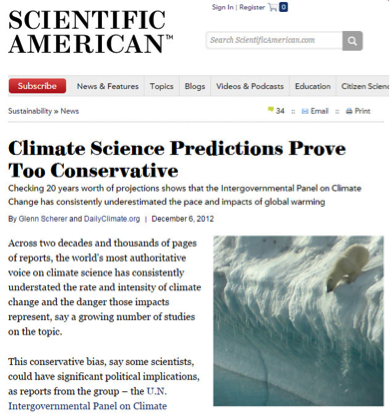 SCIENTIFIC
AMERICAN™
Sign In | Register 0
Search ScientificAmerican.com
Subscribe News & Features Topics Blogs Videos & Podcasts Education Citizen Scienc
Sustainability » News
34 :: Email :: Print
Climate Science Predictions Prove
Too Conservative
Checking 20 years worth of projections shows that the Intergovernmental Panel on Climate
Change has consistently underestimated the pace and impacts of global warming
By Glenn Scherer and DailyClimate.org | December 6, 2012
Across two decades and thousands of pages
of reports, the world's most authoritative
voice on climate science has consistently
understated the rate and intensity of climate
change and the danger those impacts
represent, say a growing number of studies
on the topic.
This conservative bias, say some scientists,
could have significant political implications,
as reports from the group – the U.N.
Intergovernmental Panel on Climate